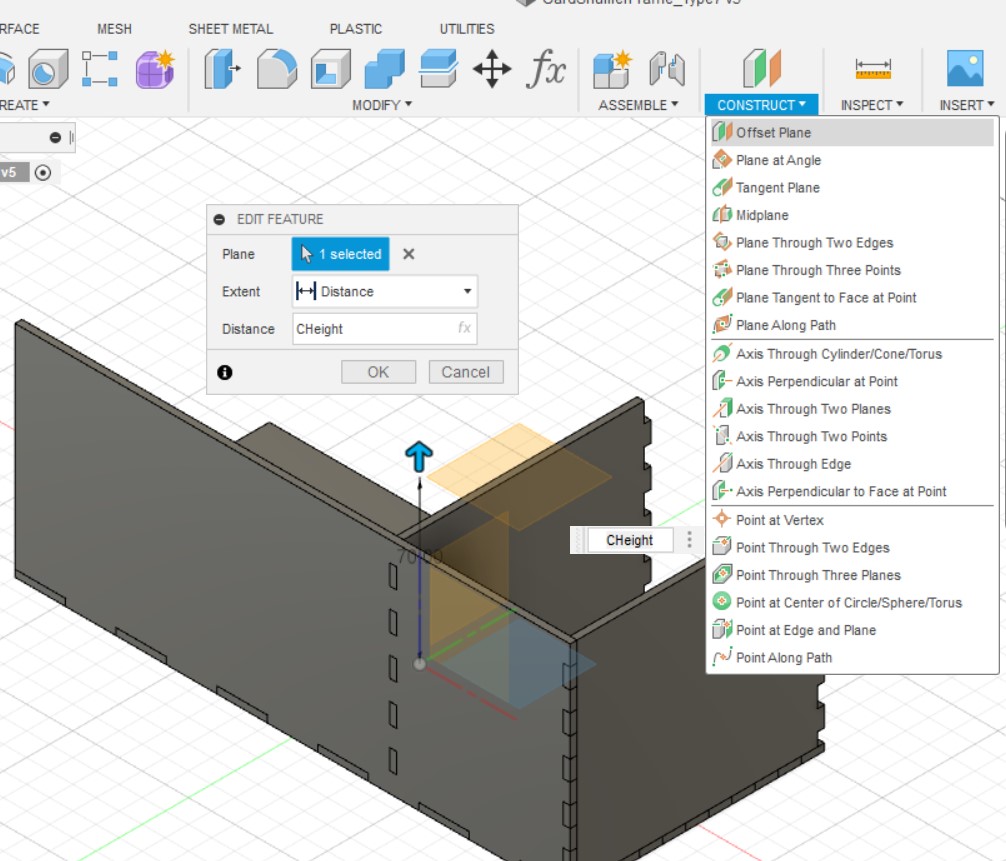 RFACE
MESH
SHEET METAL
PLASTIC
UTILITIES
fx
REATE
MODIFY
ASSEMBLE
CONSTRUCT
INSPECT
INSERT
v5
EDIT FEATURE
Plane
1 selected
Extent
Distance
Distance
CHeight
fx
OK
Cancel
CHeight
Offset Plane
Plane at Angle
Tangent Plane
Midplane
Plane Through Two Edges
Plane Through Three Points
Plane Tangent to Face at Point
Plane Along Path
Axis Through Cylinder/Cone/Torus
Axis Perpendicular at Point
Axis Through Two Planes
Axis Through Two Points
Axis Through Edge
Axis Perpendicular to Face at Point
Point at Vertex
Point Through Two Edges
Point Through Three Planes
Point at Center of Circle/Sphere/Torus
Point at Edge and Plane
Point Along Path